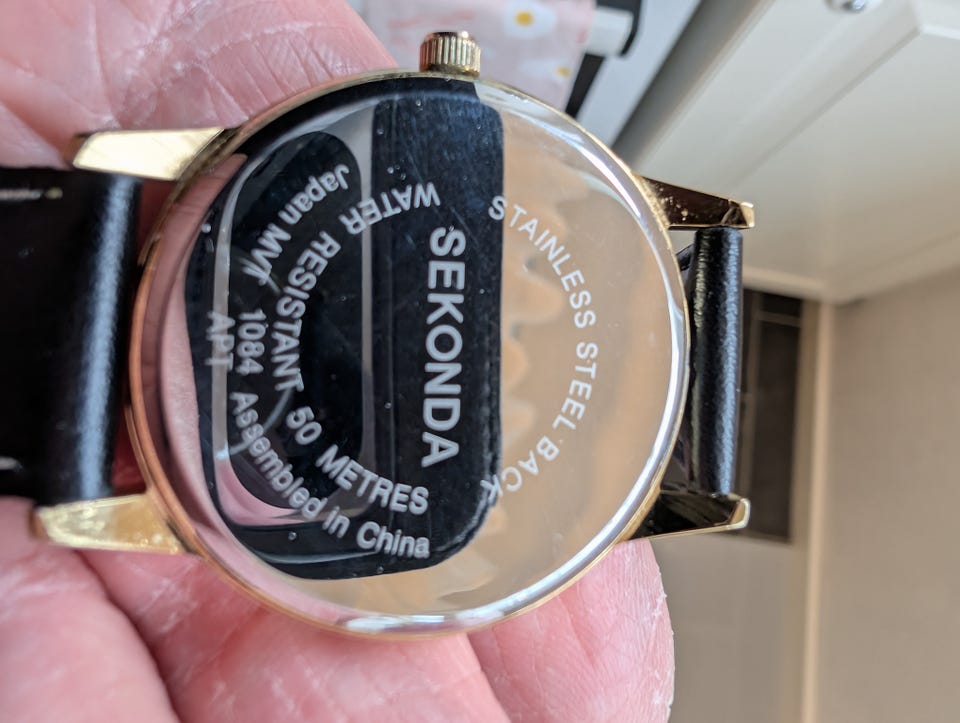 STAINLESS STEEL BACK
SEKONDA
WATER RESISTANT 50 METRES
Japan MVT 1084 Assembled in China
APT